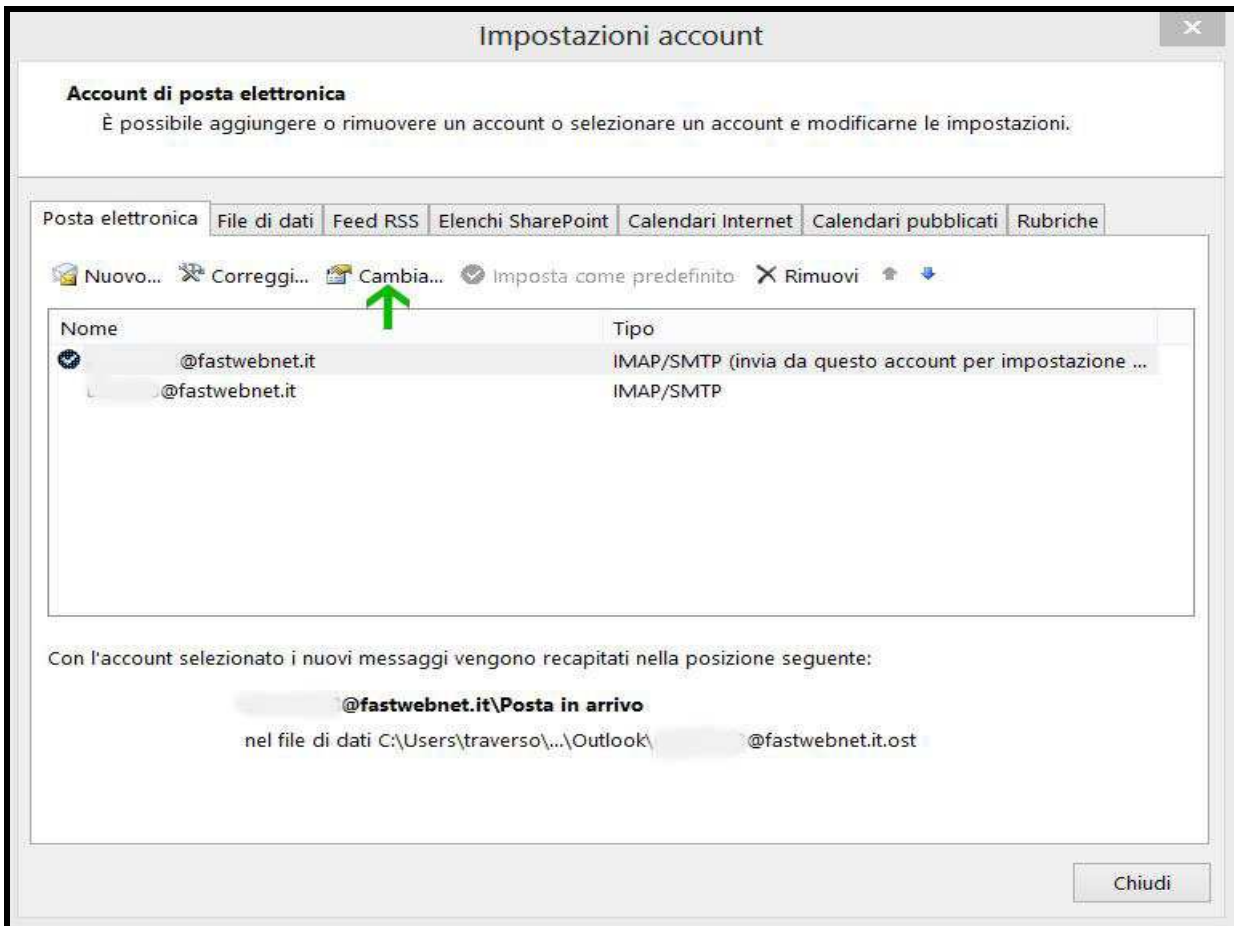 Impostazioni account
Account di posta elettronica
È possibile aggiungere o rimuovere un account o selezionare un account e modificarne le impostazioni.
Posta elettronica File di dati Feed RSS Elenchi SharePoint Calendari Internet Calendari pubblicati Rubriche
Nuovo... Correggi... Cambia... Imposta come predefinito Rimuovi
Nome Tipo
@fastwebnet.it IMAP/SMTP (invia da questo account per impostazione ...
@fastwebnet.it IMAP/SMTP
Con l'account selezionato i nuovi messaggi vengono recapitati nella posizione seguente:
@fastwebnet.it\Posta in arrivo
nel file di dati C:\Users\traverso\...\Outlook\ @fastwebnet.it.ost
Chiudi